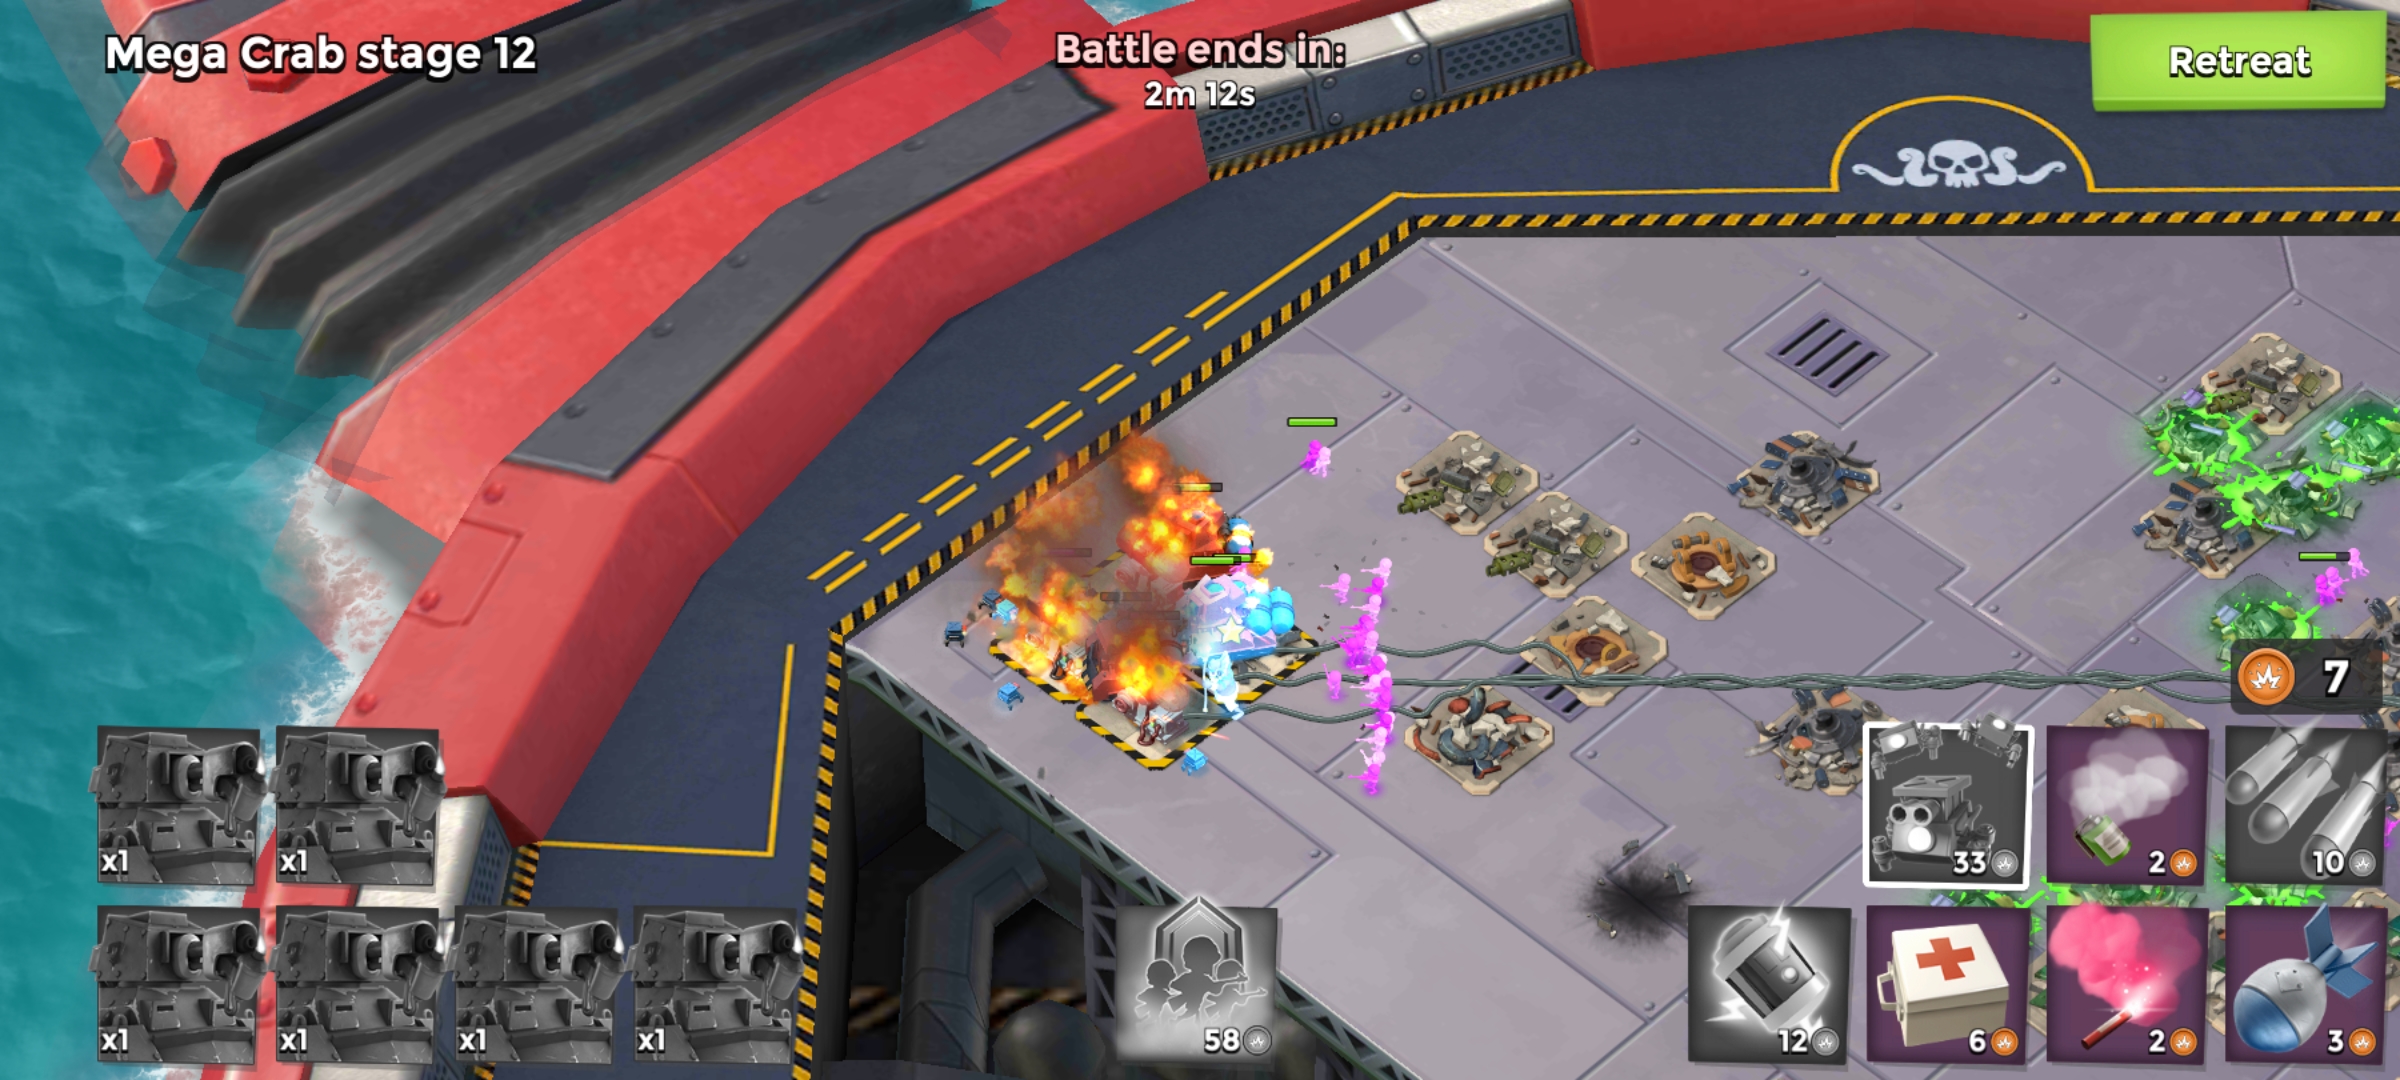 Mega Crab stage 12
Battle ends in:
2m 12s
Retreat
7
x1
x1
33
2
10
x1
x1
x1
x1
58
12
6
2
3